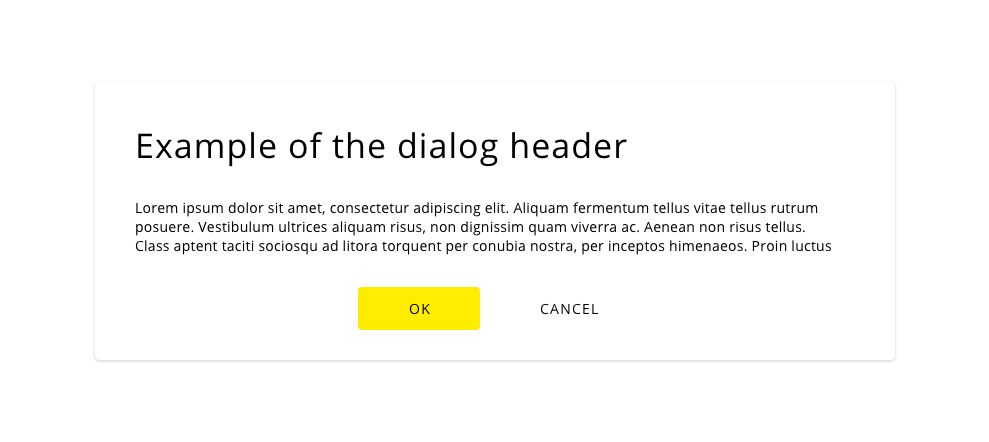 Example of the dialog header
Lorem ipsum dolor sit amet, consectetur adipiscing elit. Aliquam fermentum tellus vitae tellus rutrum
posuere. Vestibulum ultrices aliquam risus, non dignissim quam viverra ac. Aenean non risus tellus.
Class aptent taciti sociosqu ad litora torquent per conubia nostra, per inceptos himenaeos. Proin luctus
OK
CANCEL